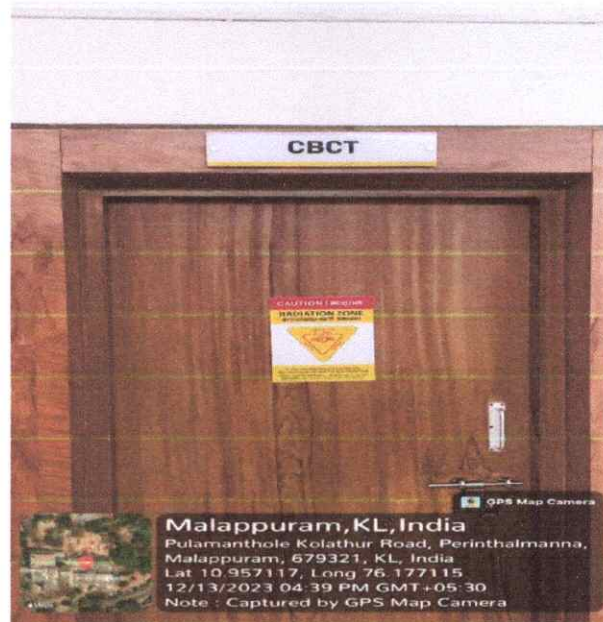 CBCT
CAUTION
RADIATION ZONE
GPS Map Camera
Malappuram,KL,India
Pulamanthole Kolathur Road, Perinthalmanna,
Malappuram, 679321, KL, India
Lat 10.957117, Long 76.177115
12/13/2023 04:39 PM GMT+05:30
Note : Captured by GPS Map Camera